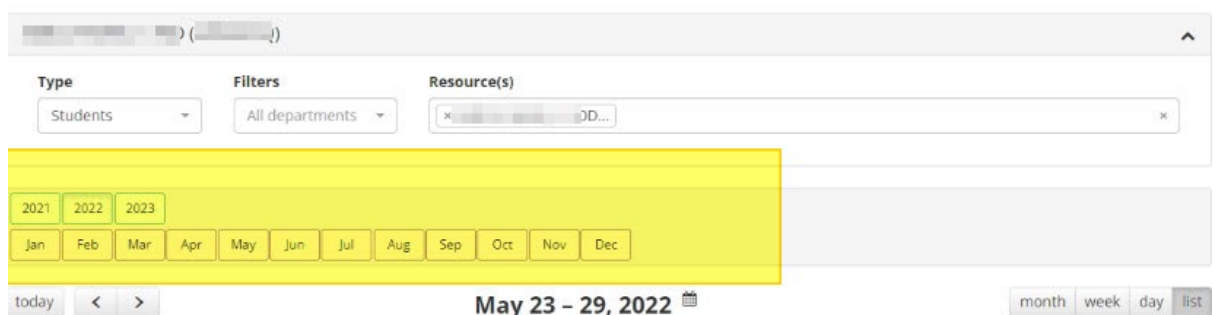 Type Filters Resource(s)
Students All departments × 0D... ×
2021 2022 2023
Jan Feb Mar Apr May Jun Jul Aug Sep Oct Nov Dec
today < > May 23 – 29, 2022 month week day list